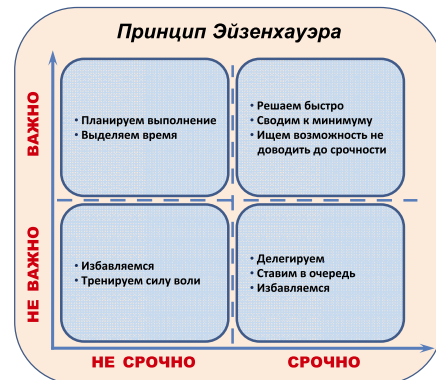 Принцип Эйзенхауэра
ВАЖНО
• Планируем выполнение
• Выделяем время
• Решаем быстро
• Сводим к минимуму
• Ищем возможность не
доводить до срочности
НЕ ВАЖНО
• Избавляемся
• Тренируем силу воли
• Делегируем
• Ставим в очередь
• Избавляемся
НЕ СРОЧНО
СРОЧНО